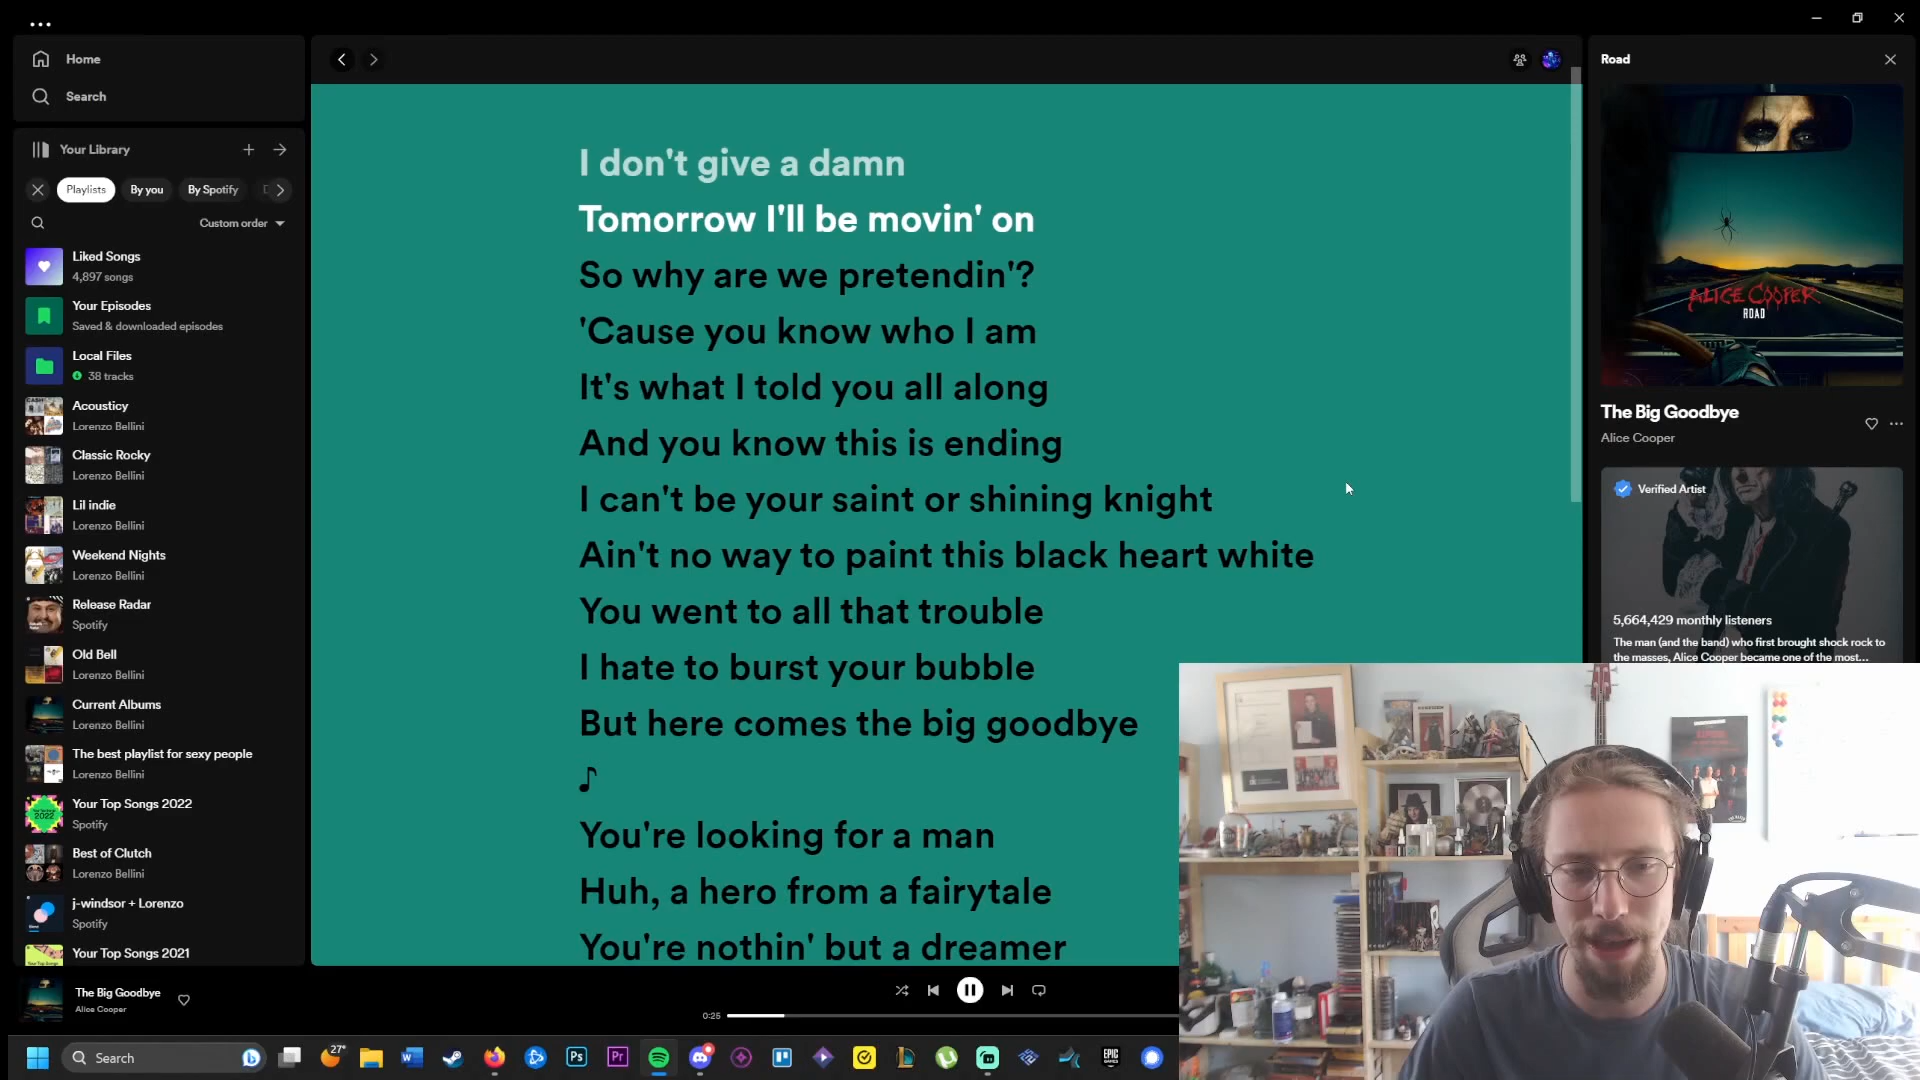 Home
Search
Your Library
Playlists
By you
By Spotify
Custom order
Liked Songs
4,897 songs
Your Episodes
Saved & downloaded episodes
Local Files
38 tracks
Acousticy
Lorenzo Bellini
Classic Rocky
Lorenzo Bellini
Lil indie
Lorenzo Bellini
Weekend Nights
Lorenzo Bellini
Release Radar
Spotify
Old Bell
Lorenzo Bellini
Current Albums
Lorenzo Bellini
The best playlist for sexy people
Lorenzo Bellini
Your Top Songs 2022
Spotify
Best of Clutch
Lorenzo Bellini
j-windsor + Lorenzo
Spotify
Your Top Songs 2021
I don't give a damn
Tomorrow I'll be movin' on
So why are we pretendin'?
'Cause you know who I am
It's what I told you all along
And you know this is ending
I can't be your saint or shining knight
Ain't no way to paint this black heart white
You went to all that trouble
I hate to burst your bubble
But here comes the big goodbye
♪
You're looking for a man
Huh, a hero from a fairytale
You're nothin' but a dreamer
Road
ALICE COOPER
ROAD
The Big Goodbye
Alice Cooper
Verified Artist
5,664,429 monthly listeners
The man (and the band) who first brought shock rock to
the masses, Alice Cooper became one of the most...
The Big Goodbye
Alice Cooper
0:25
Search
27°
Ps
Pr
EPIC
GAMES